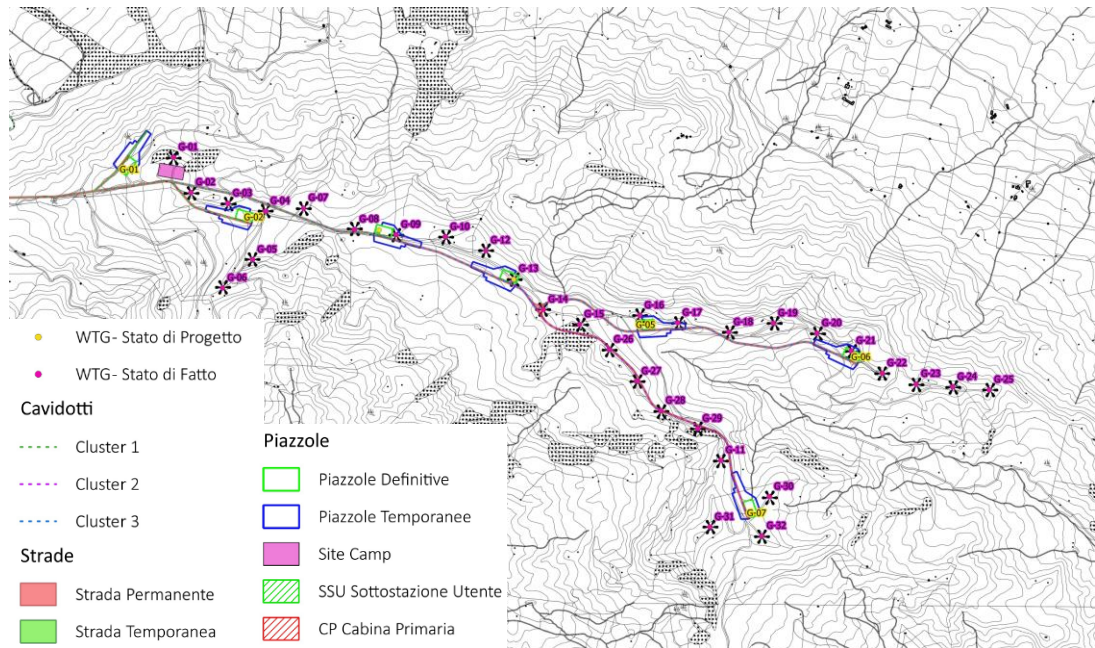 G-01
G-01
G-02
G-03
G-04
G-07
G-02
G-08
G-09
G-10
G-12
G-05
G-06
G-13
G-14
G-15
G-16
G-05
G-17
G-18
G-19
G-20
G-21
G-06
G-22
G-23
G-24
G-25
G-26
G-27
G-28
G-29
G-11
G-30
G-07
G-31
G-32
WTG- Stato di Progetto
WTG- Stato di Fatto
Cavidotti
Cluster 1
Cluster 2
Cluster 3
Strade
Strada Permanente
Strada Temporanea
Piazzole
Piazzole Definitive
Piazzole Temporanee
Site Camp
SSU Sottostazione Utente
CP Cabina Primaria